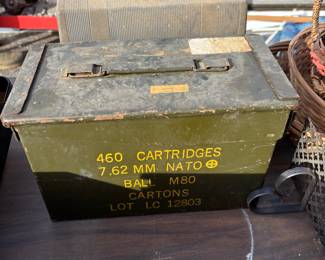 460 CARTRIDGES
7.62 MM NATO ⊕
BALL M80
CARTONS
LOT LC 12803